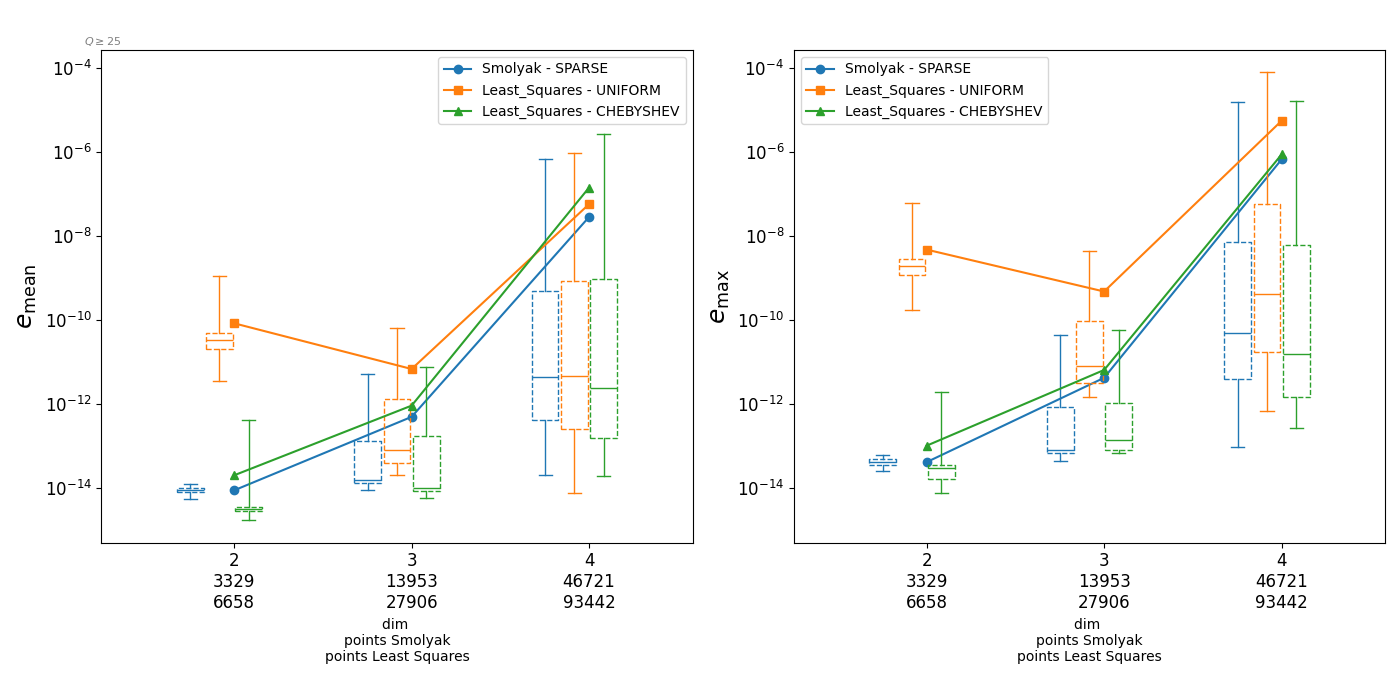 Q ≥ 25
Smolyak - SPARSE
Least_Squares - UNIFORM
Least_Squares - CHEBYSHEV
10⁻⁴
10⁻⁶
10⁻⁸
10⁻¹⁰
10⁻¹²
10⁻¹⁴
e_mean
2 3 4
3329 13953 46721
6658 27906 93442
dim
points Smolyak
points Least Squares
Smolyak - SPARSE
Least_Squares - UNIFORM
Least_Squares - CHEBYSHEV
10⁻⁴
10⁻⁶
10⁻⁸
10⁻¹⁰
10⁻¹²
10⁻¹⁴
e_max
2 3 4
3329 13953 46721
6658 27906 93442
dim
points Smolyak
points Least Squares